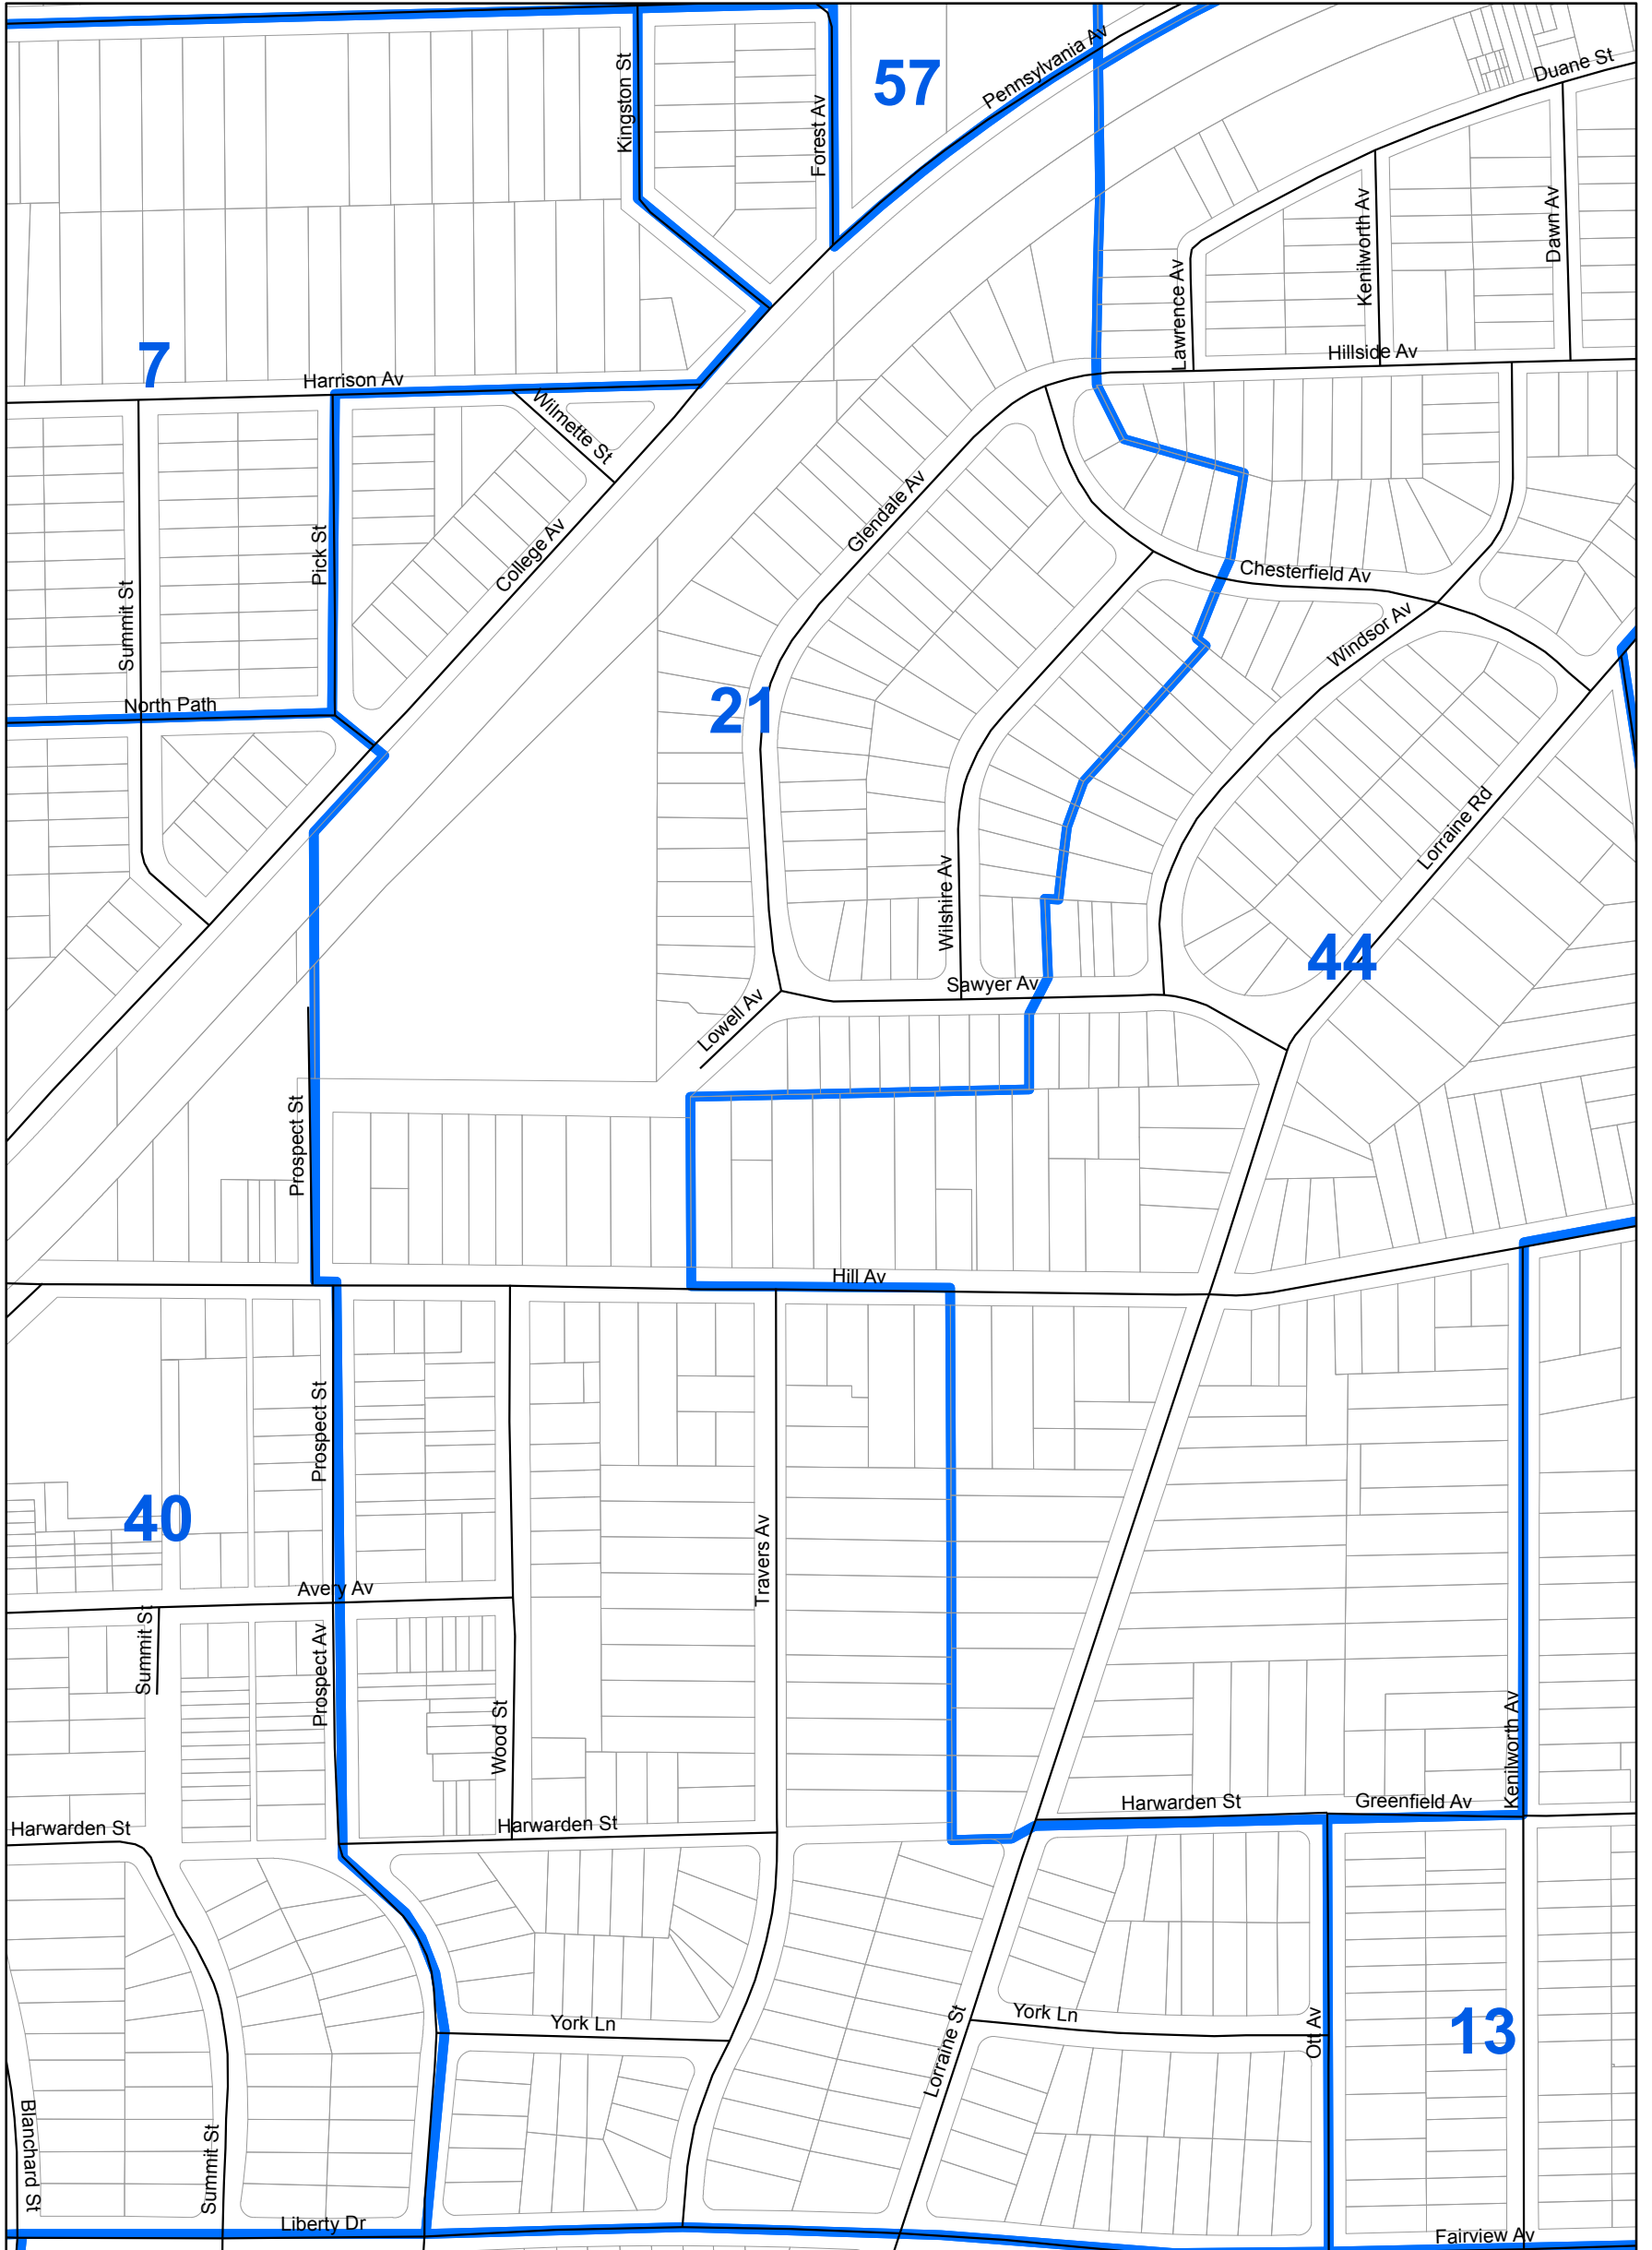 57
Pennsylvania Av
Duane St
Kingston St
Forest Av
Kenilworth Av
Dawn Av
Lawrence Av
Hillside Av
7
Harrison Av
Wilmette St
Glendale Av
College Av
Pick St
Summit St
Chesterfield Av
Windsor Av
North Path
21
Lorraine Rd
Wilshire Av
44
Sawyer Av
Lowell Av
Prospect St
Hill Av
Prospect St
40
Travers Av
Avery Av
Summit St
Prospect Av
Wood St
Kenilworth Av
Harwarden St
Greenfield Av
Harwarden St
Harwarden St
York Ln
York Ln
Ott Av
13
Lorraine St
Blanchard St
Summit St
Liberty Dr
Fairview Av